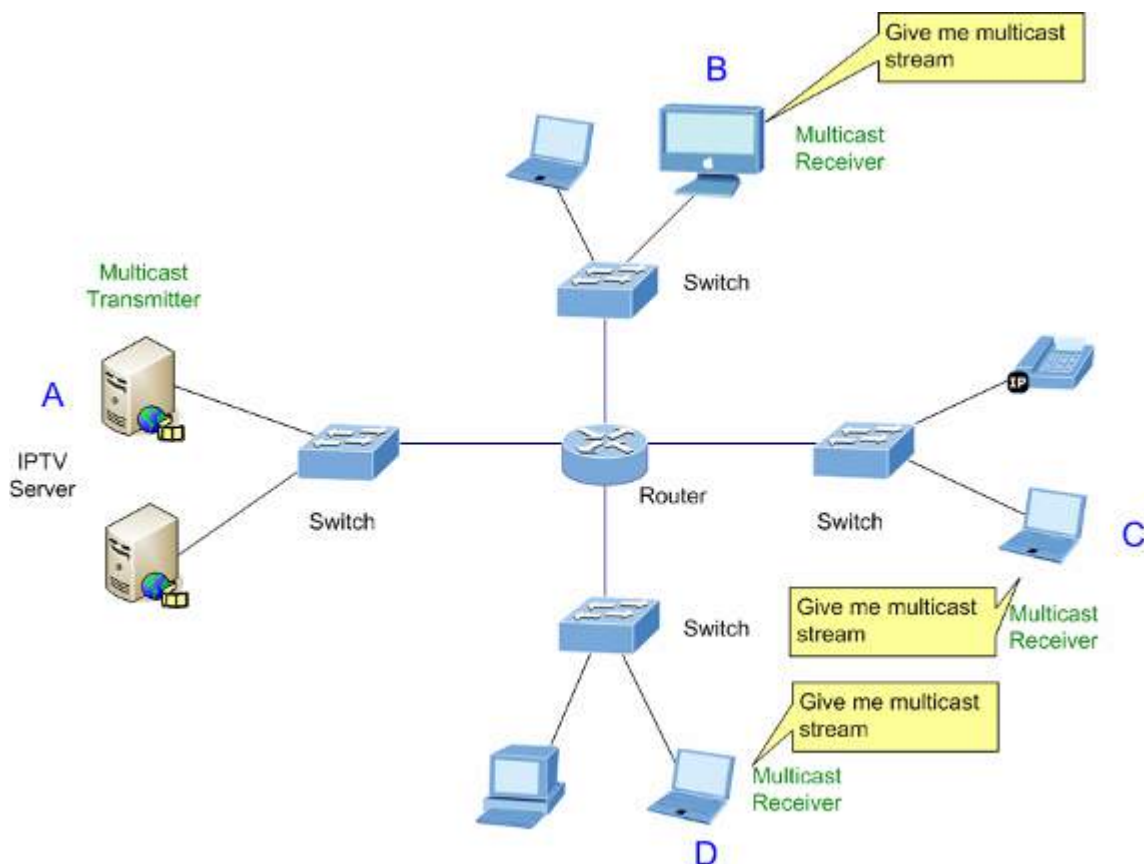 Give me multicast
stream
B
Multicast
Receiver
Switch
Multicast
Transmitter
A
IPTV
Server
Switch
Router
IP
Switch
C
Give me multicast
stream
Multicast
Receiver
Switch
Give me multicast
stream
Multicast
Receiver
D